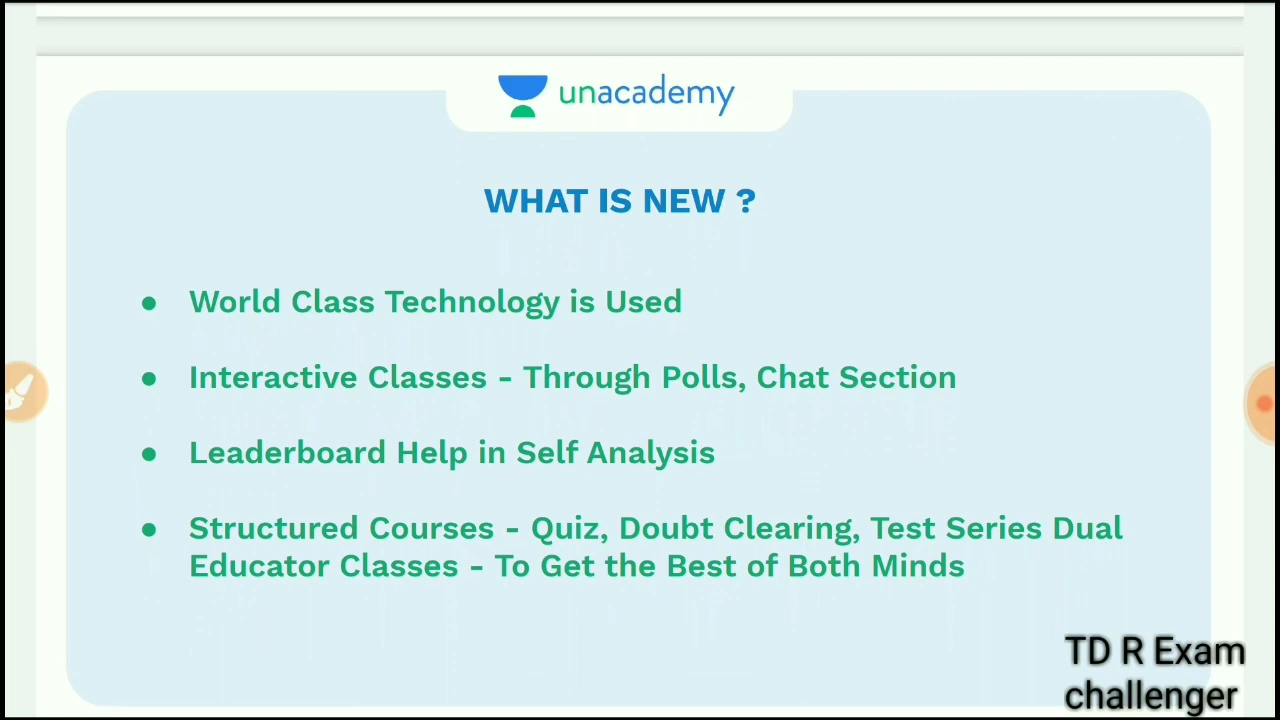 unacademy
WHAT IS NEW ?
● World Class Technology is Used
● Interactive Classes - Through Polls, Chat Section
● Leaderboard Help in Self Analysis
● Structured Courses - Quiz, Doubt Clearing, Test Series Dual
Educator Classes - To Get the Best of Both Minds
TD R Exam
challenger